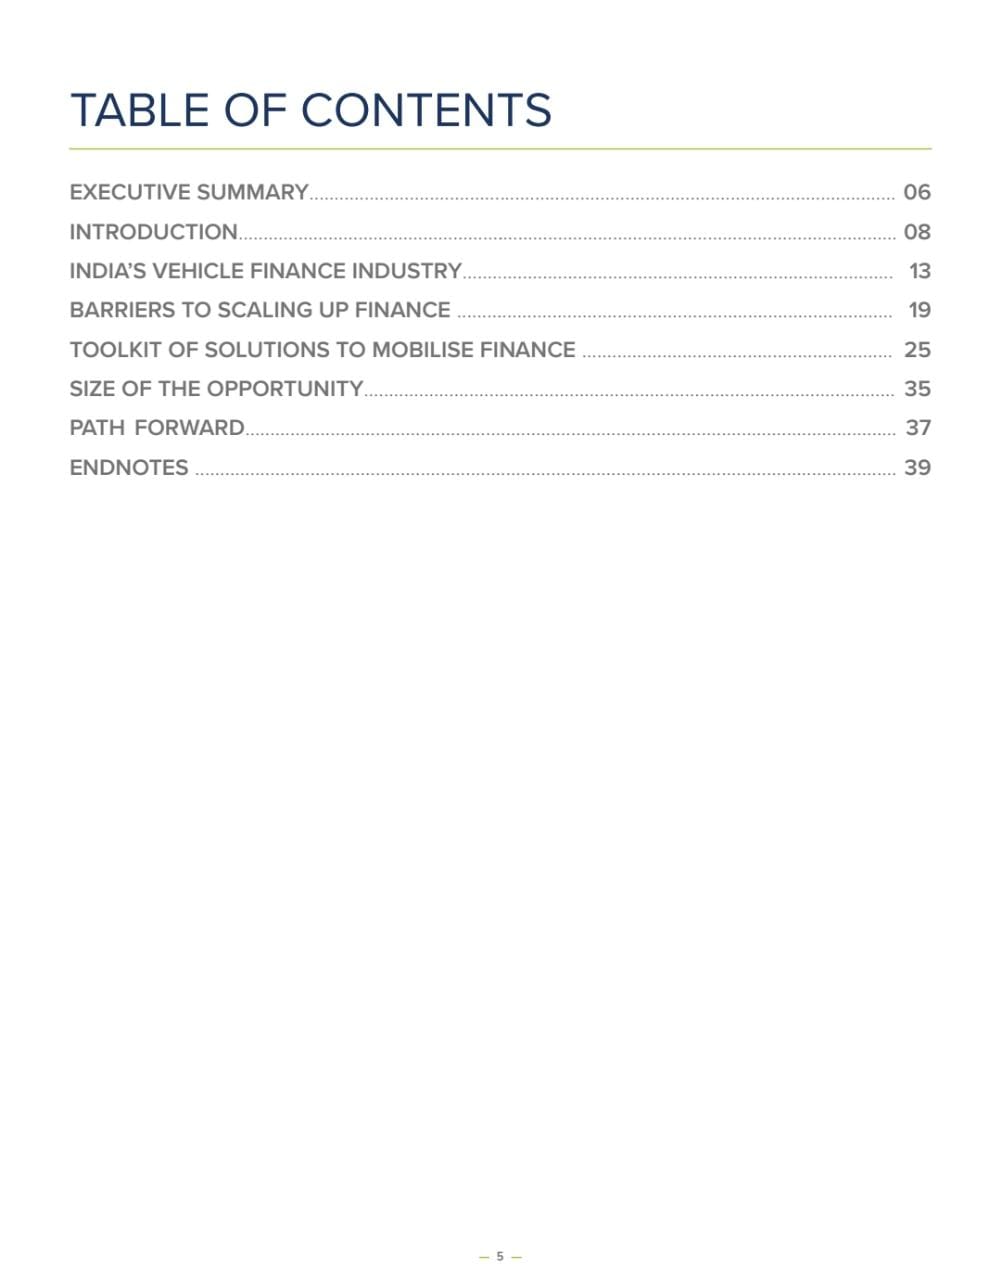 TABLE OF CONTENTS
EXECUTIVE SUMMARY........................................................................................................................ 06
INTRODUCTION........................................................................................................................ 08
INDIA’S VEHICLE FINANCE INDUSTRY........................................................................................ 13
BARRIERS TO SCALING UP FINANCE ........................................................................................ 19
TOOLKIT OF SOLUTIONS TO MOBILISE FINANCE .............................................................. 25
SIZE OF THE OPPORTUNITY............................................................................................................ 35
PATH FORWARD........................................................................................................................ 37
ENDNOTES ........................................................................................................................ 39
— 5 —